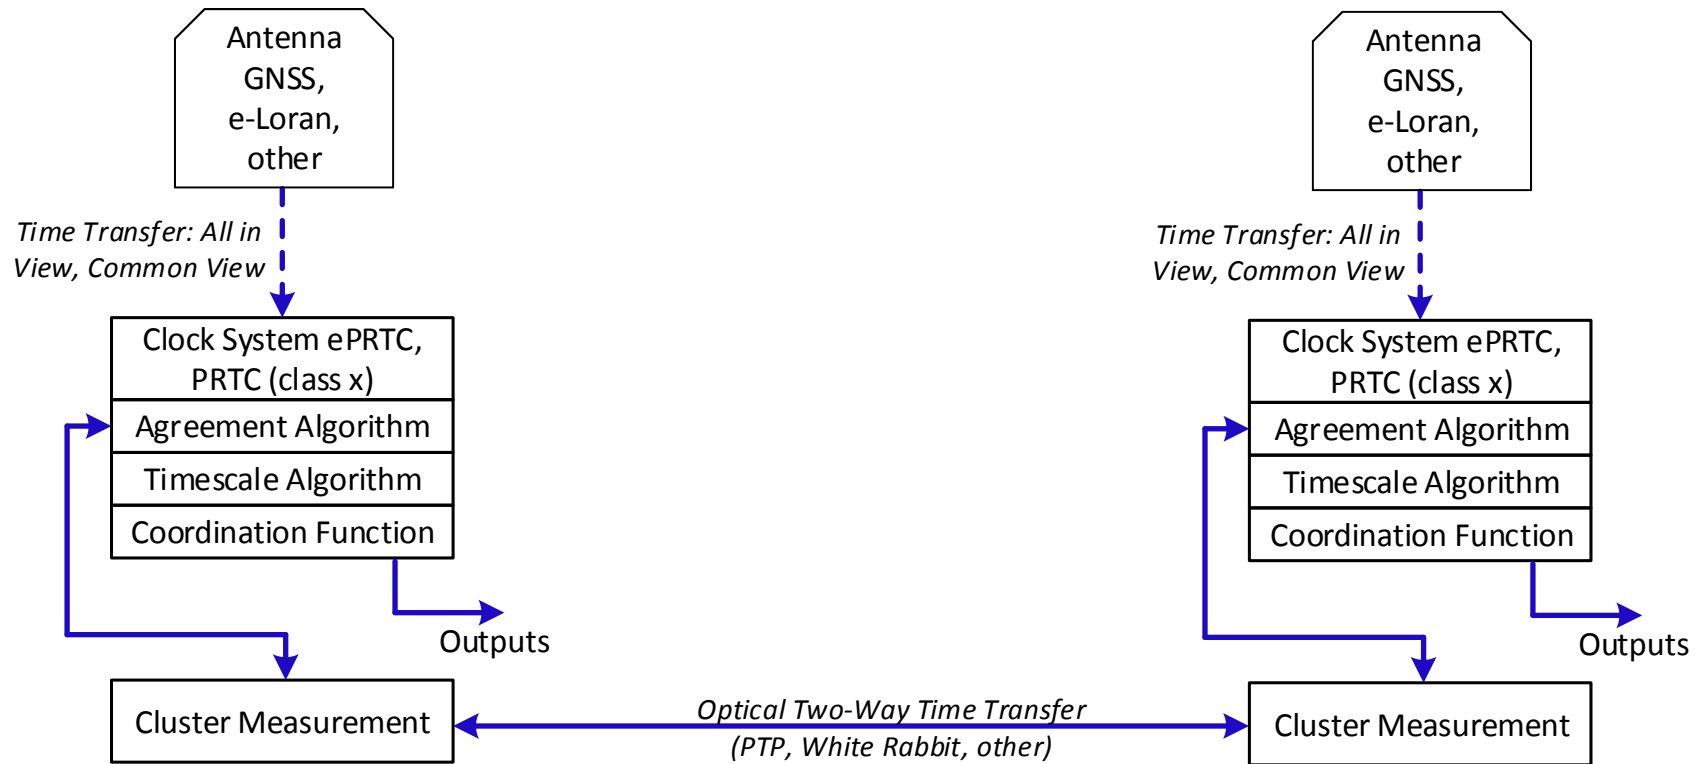 Antenna
GNSS,
e-Loran,
other
Time Transfer: All in
View, Common View
Clock System ePRTC,
PRTC (class x)
Agreement Algorithm
Timescale Algorithm
Coordination Function
Outputs
Cluster Measurement
Optical Two-Way Time Transfer
(PTP, White Rabbit, other)
Antenna
GNSS,
e-Loran,
other
Time Transfer: All in
View, Common View
Clock System ePRTC,
PRTC (class x)
Agreement Algorithm
Timescale Algorithm
Coordination Function
Outputs
Cluster Measurement